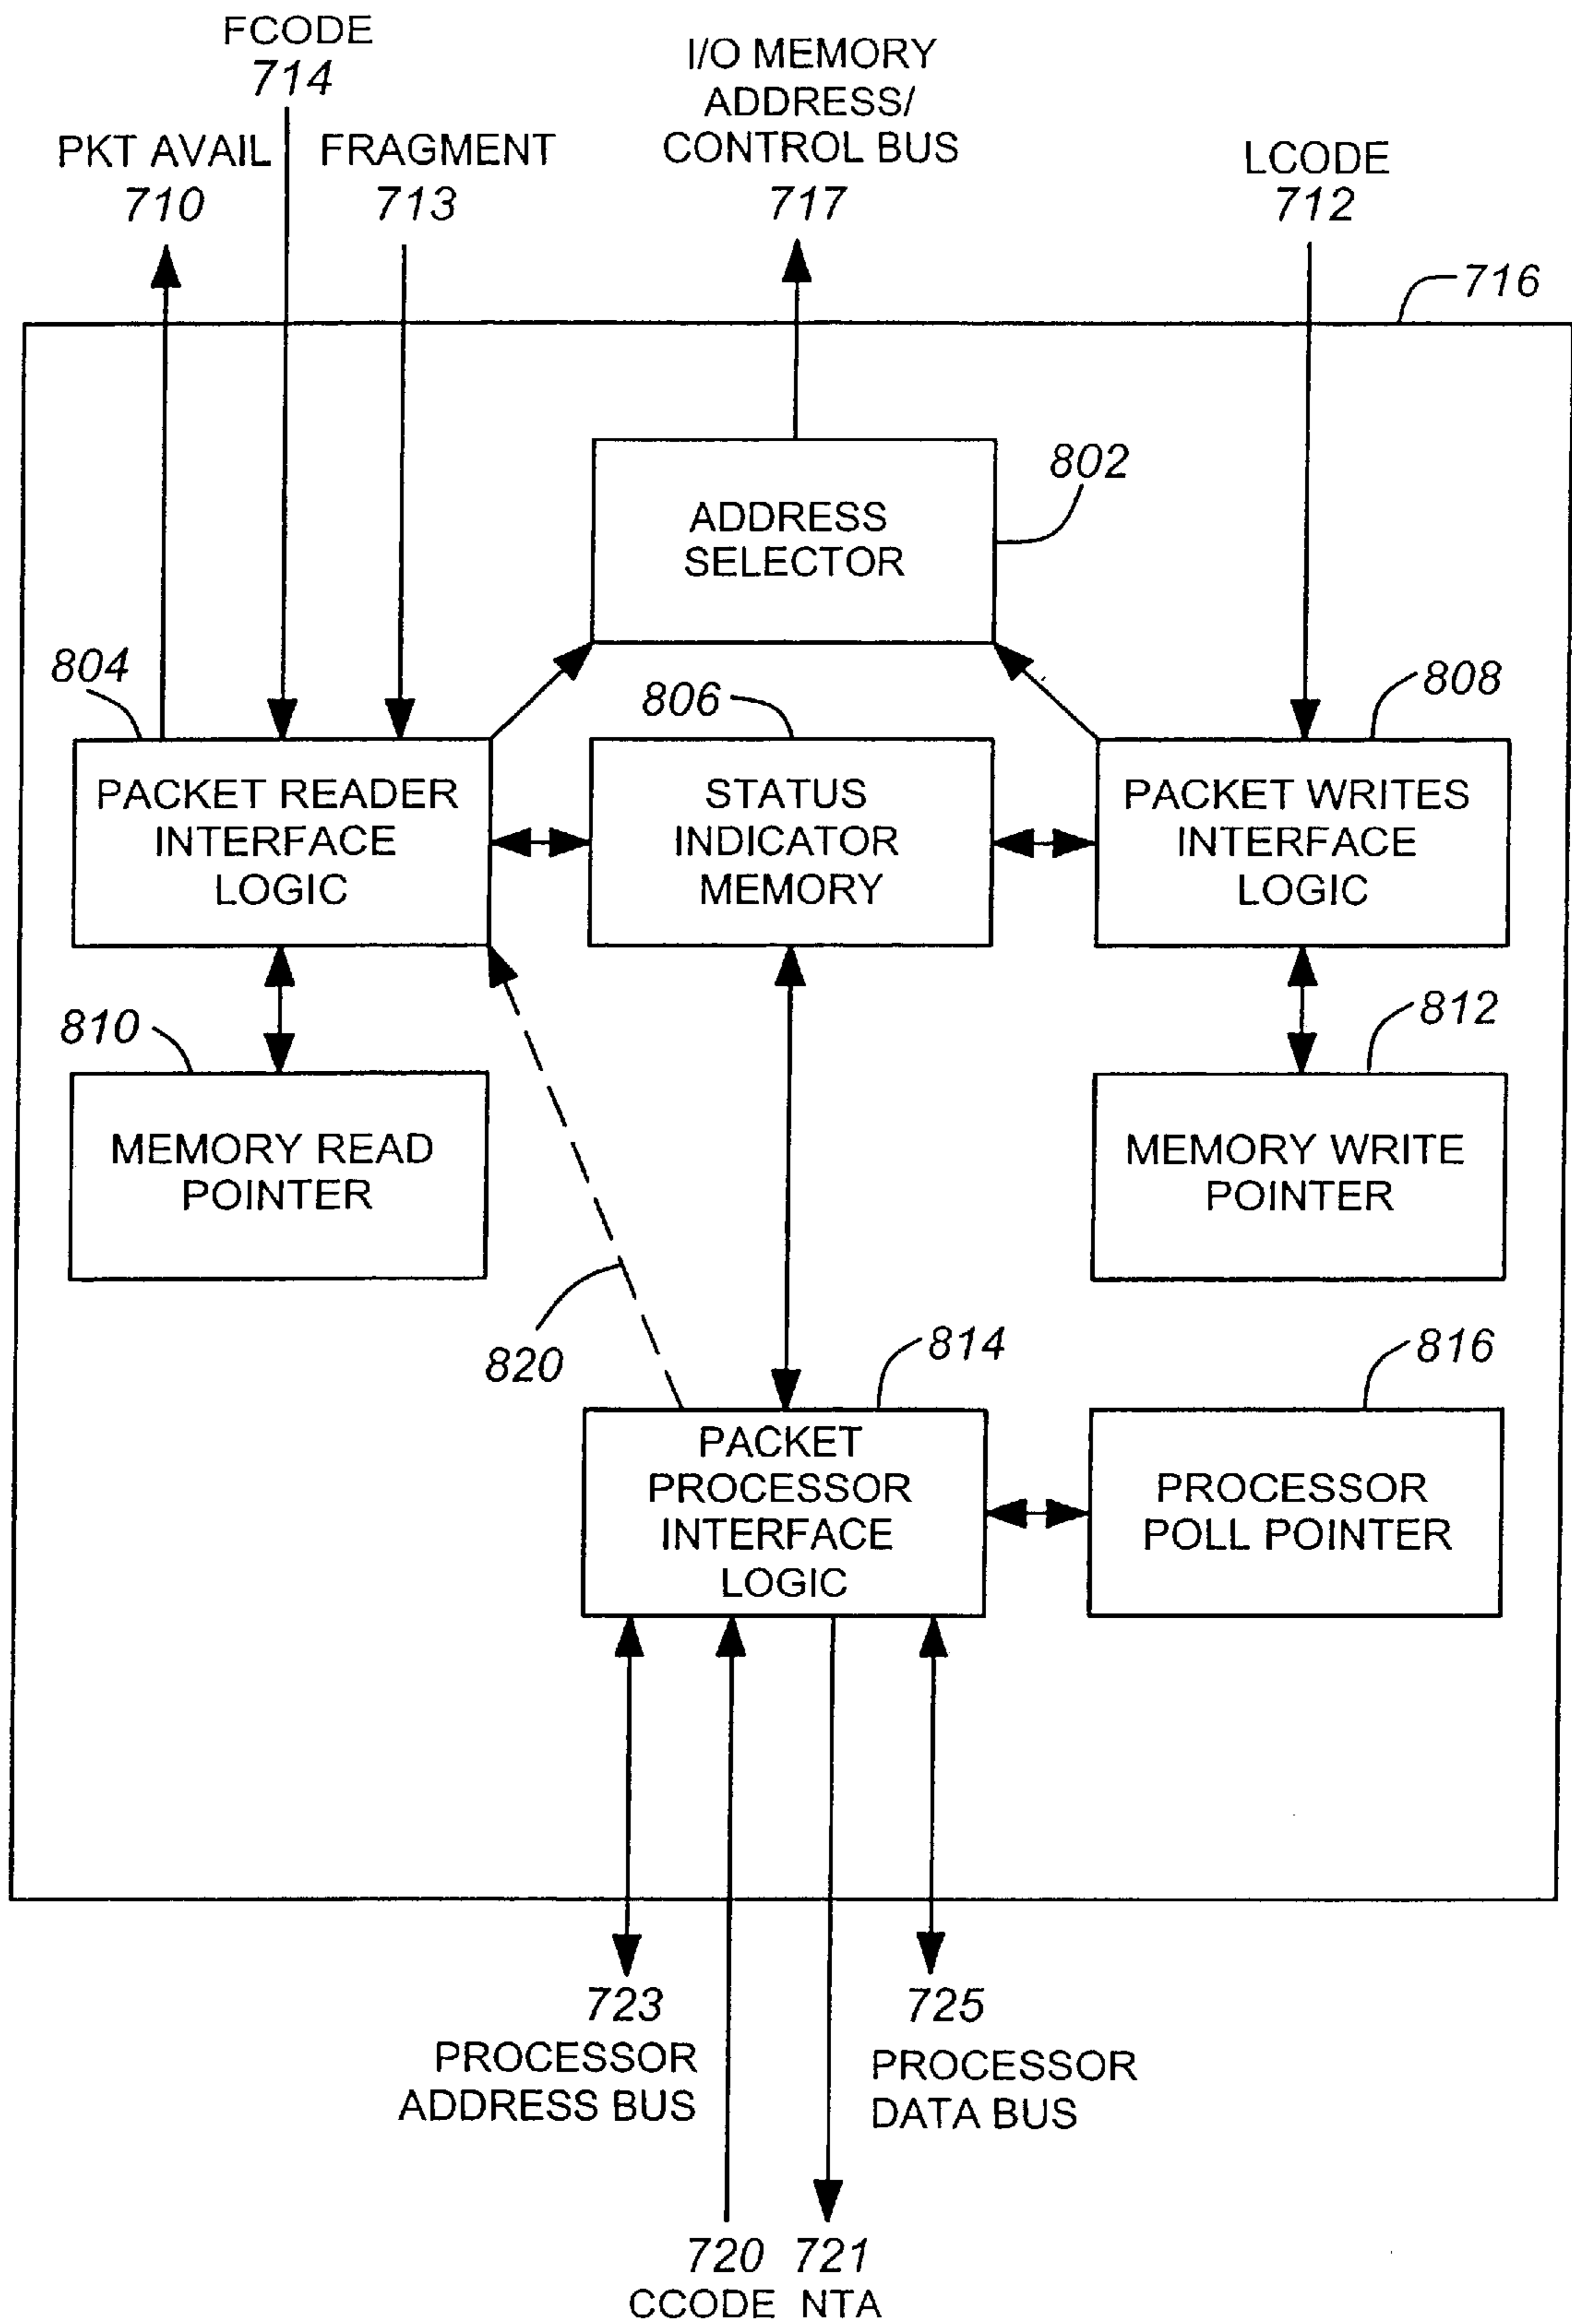 FCODE
714
I/O MEMORY
ADDRESS/
CONTROL BUS
717
PKT AVAIL
710
FRAGMENT
713
LCODE
712
716
802
ADDRESS
SELECTOR
804
806
808
PACKET READER
INTERFACE
LOGIC
STATUS
INDICATOR
MEMORY
PACKET WRITES
INTERFACE
LOGIC
810
812
MEMORY READ
POINTER
MEMORY WRITE
POINTER
820
814
816
PACKET
PROCESSOR
INTERFACE
LOGIC
PROCESSOR
POLL POINTER
723
PROCESSOR
ADDRESS BUS
725
PROCESSOR
DATA BUS
720
CCODE
721
NTA